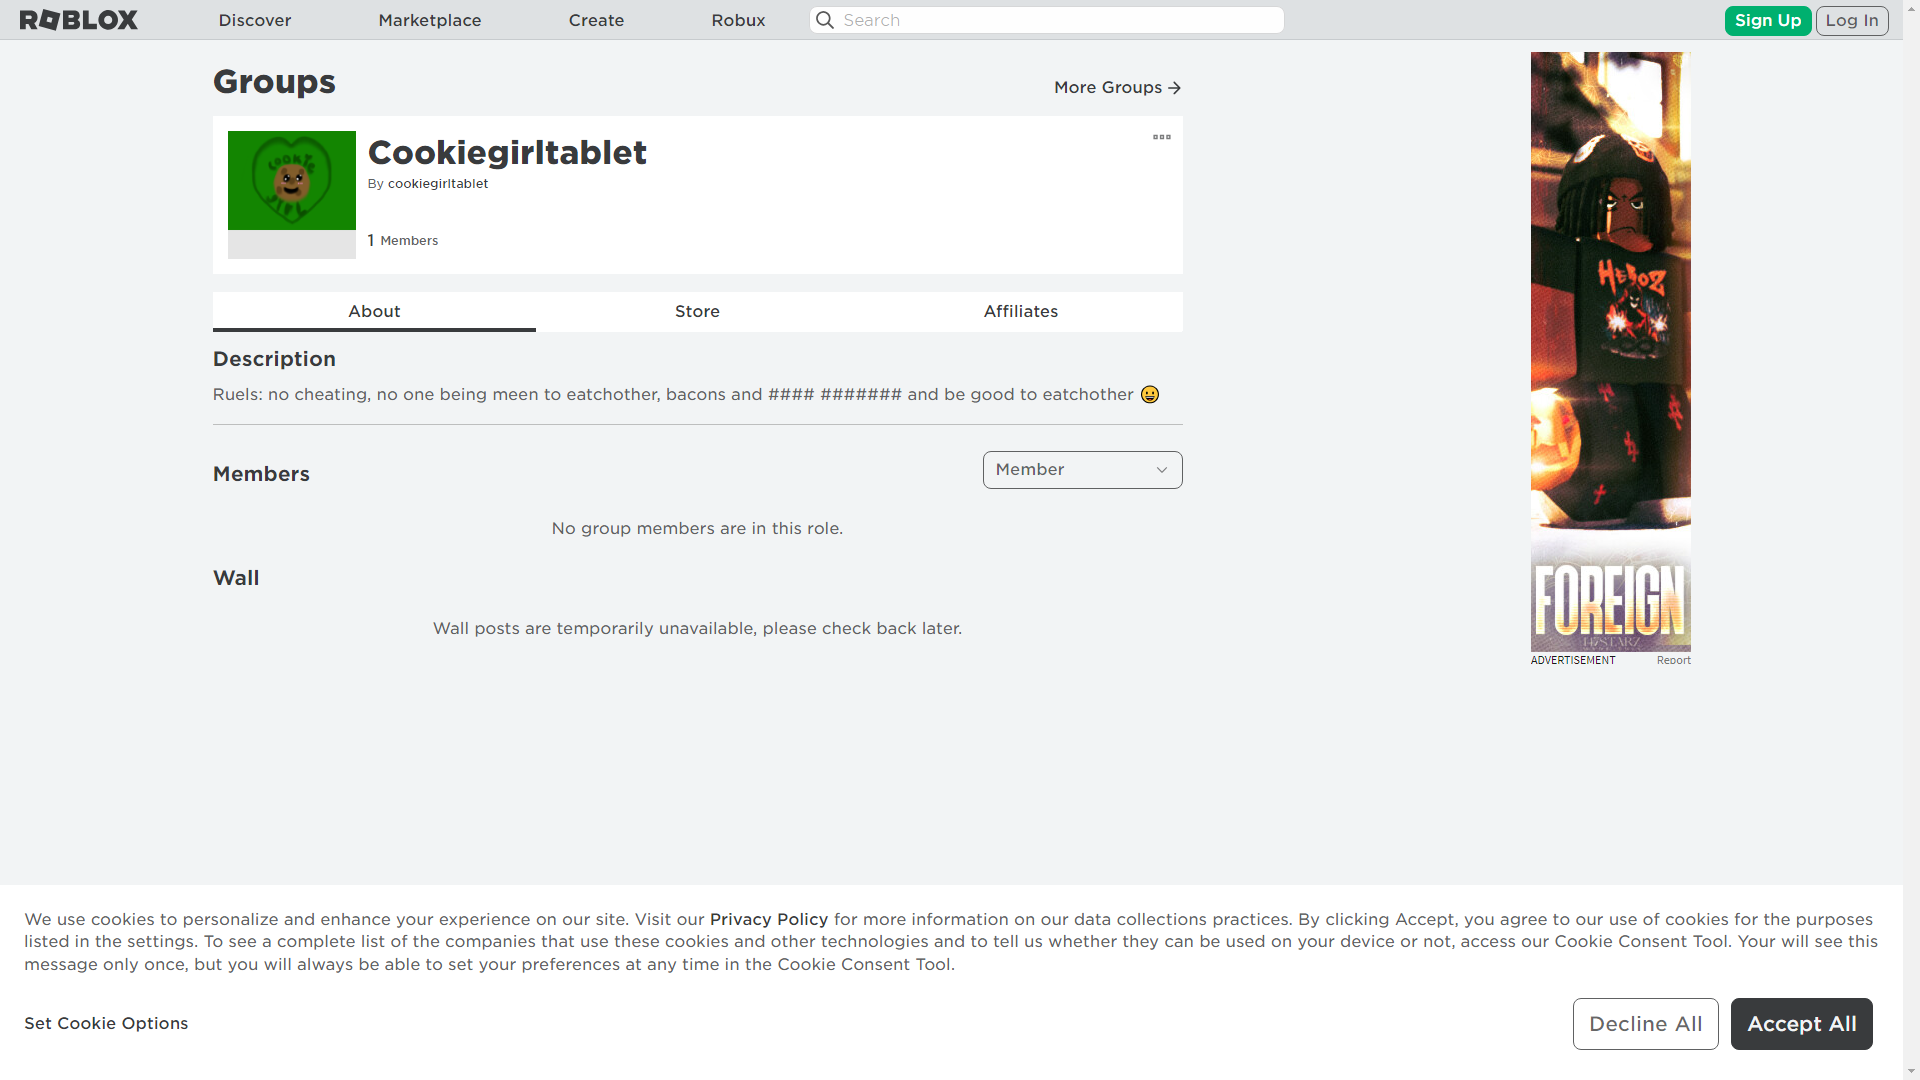 ROBLOX
Discover
Marketplace
Create
Robux
Search
Sign Up
Log In
Groups
More Groups
Cookiegirltablet
By cookiegirltablet
1 Members
About
Store
Affiliates
Description
Ruels: no cheating, no one being meen to eatchother, bacons and #### ####### and be good to eatchother 😀
Members
Member
No group members are in this role.
Wall
Wall posts are temporarily unavailable, please check back later.
COOKIE
GIRL
HEROZ
FOREIGN
ADVERTISEMENT
Report
We use cookies to personalize and enhance your experience on our site. Visit our Privacy Policy for more information on our data collections practices. By clicking Accept, you agree to our use of cookies for the purposes
listed in the settings. To see a complete list of the companies that use these cookies and other technologies and to tell us whether they can be used on your device or not, access our Cookie Consent Tool. Your will see this
message only once, but you will always be able to set your preferences at any time in the Cookie Consent Tool.
Set Cookie Options
Decline All
Accept All